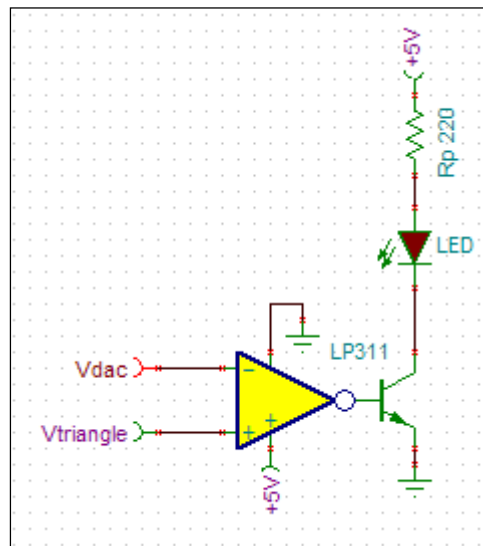 +5V
Rp 220
LED
LP311
Vdac
Vtriangle
+5V